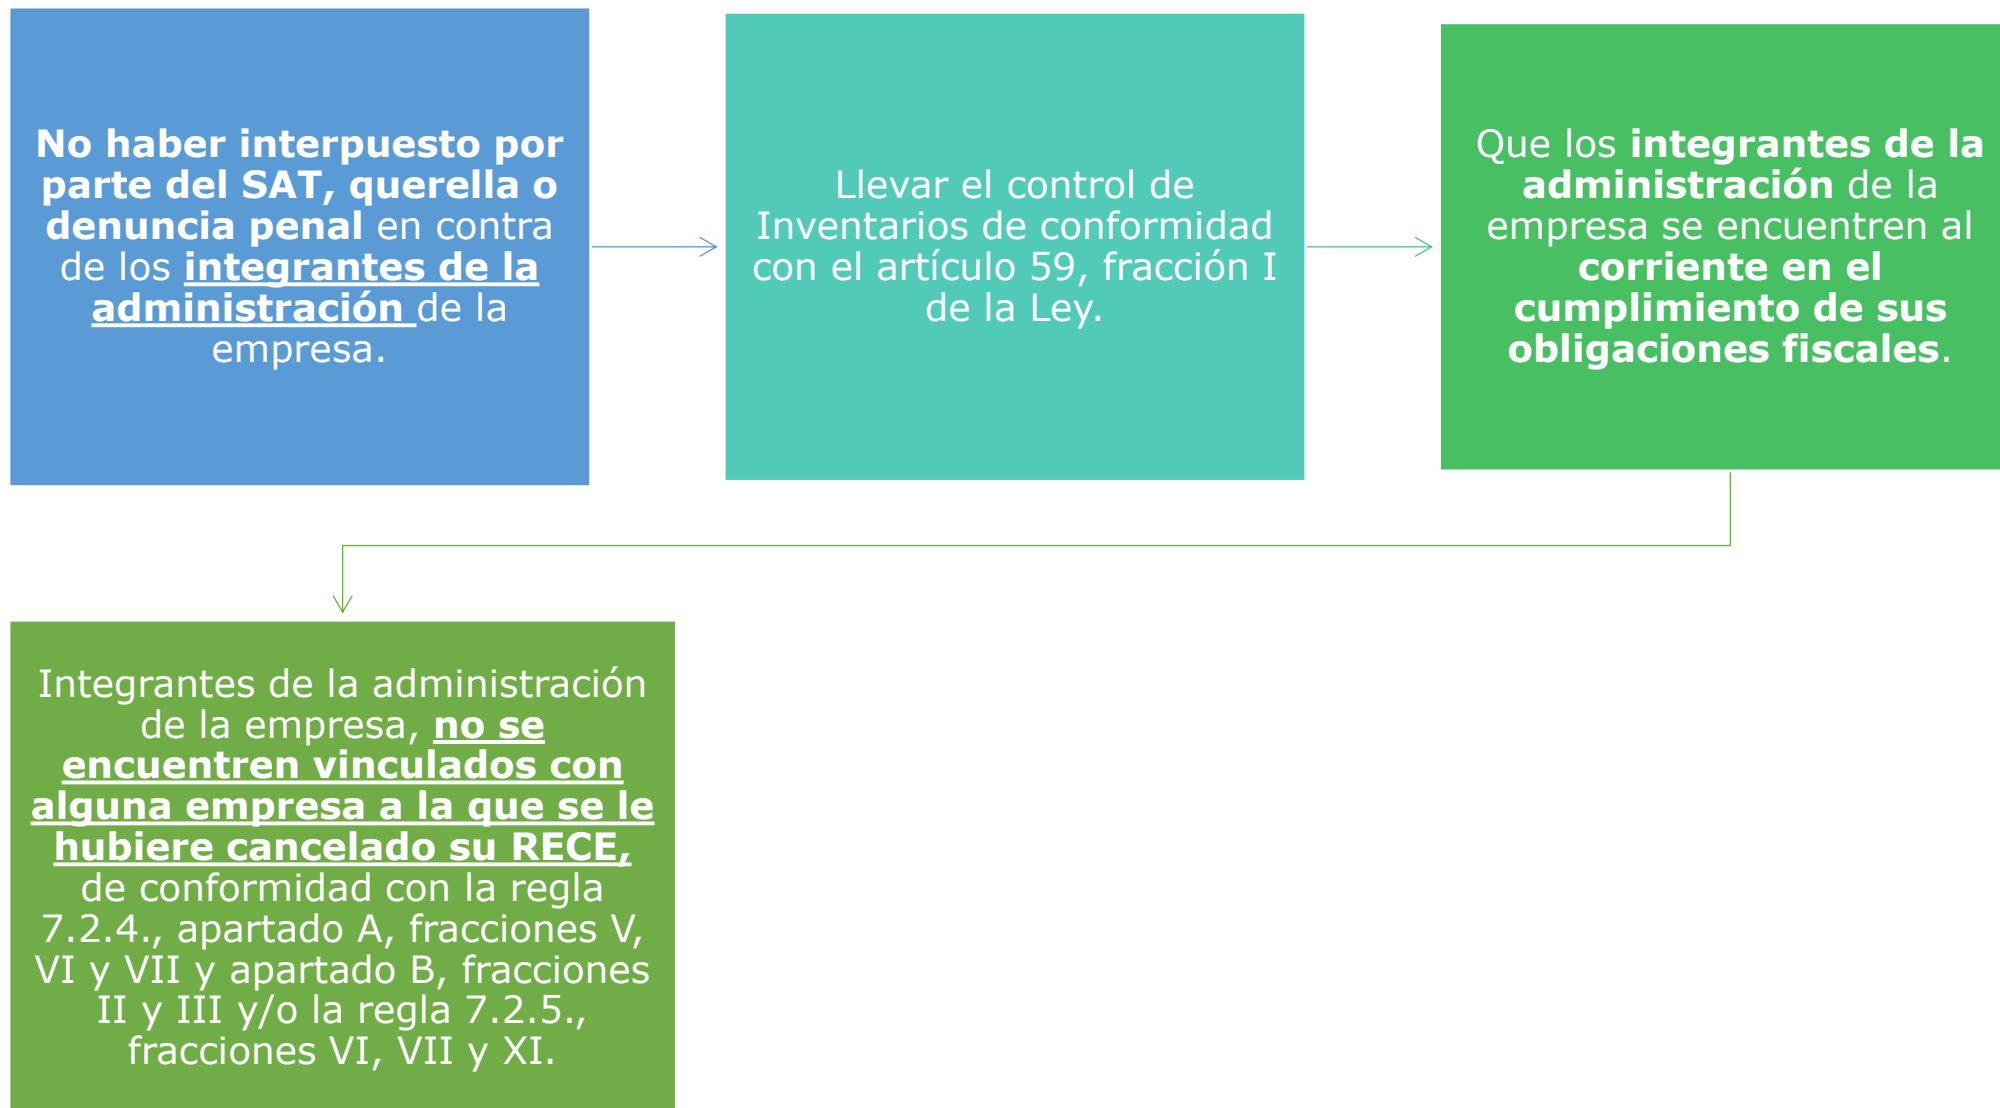 No haber interpuesto por
parte del SAT, querella o
denuncia penal en contra
de los integrantes de la
administración de la
empresa.
Llevar el control de
Inventarios de conformidad
con el artículo 59, fracción I
de la Ley.
Que los integrantes de la
administración de la
empresa se encuentren al
corriente en el
cumplimiento de sus
obligaciones fiscales.
Integrantes de la administración
de la empresa, no se
encuentren vinculados con
alguna empresa a la que se le
hubiere cancelado su RECE,
de conformidad con la regla
7.2.4., apartado A, fracciones V,
VI y VII y apartado B, fracciones
II y III y/o la regla 7.2.5.,
fracciones VI, VII y XI.